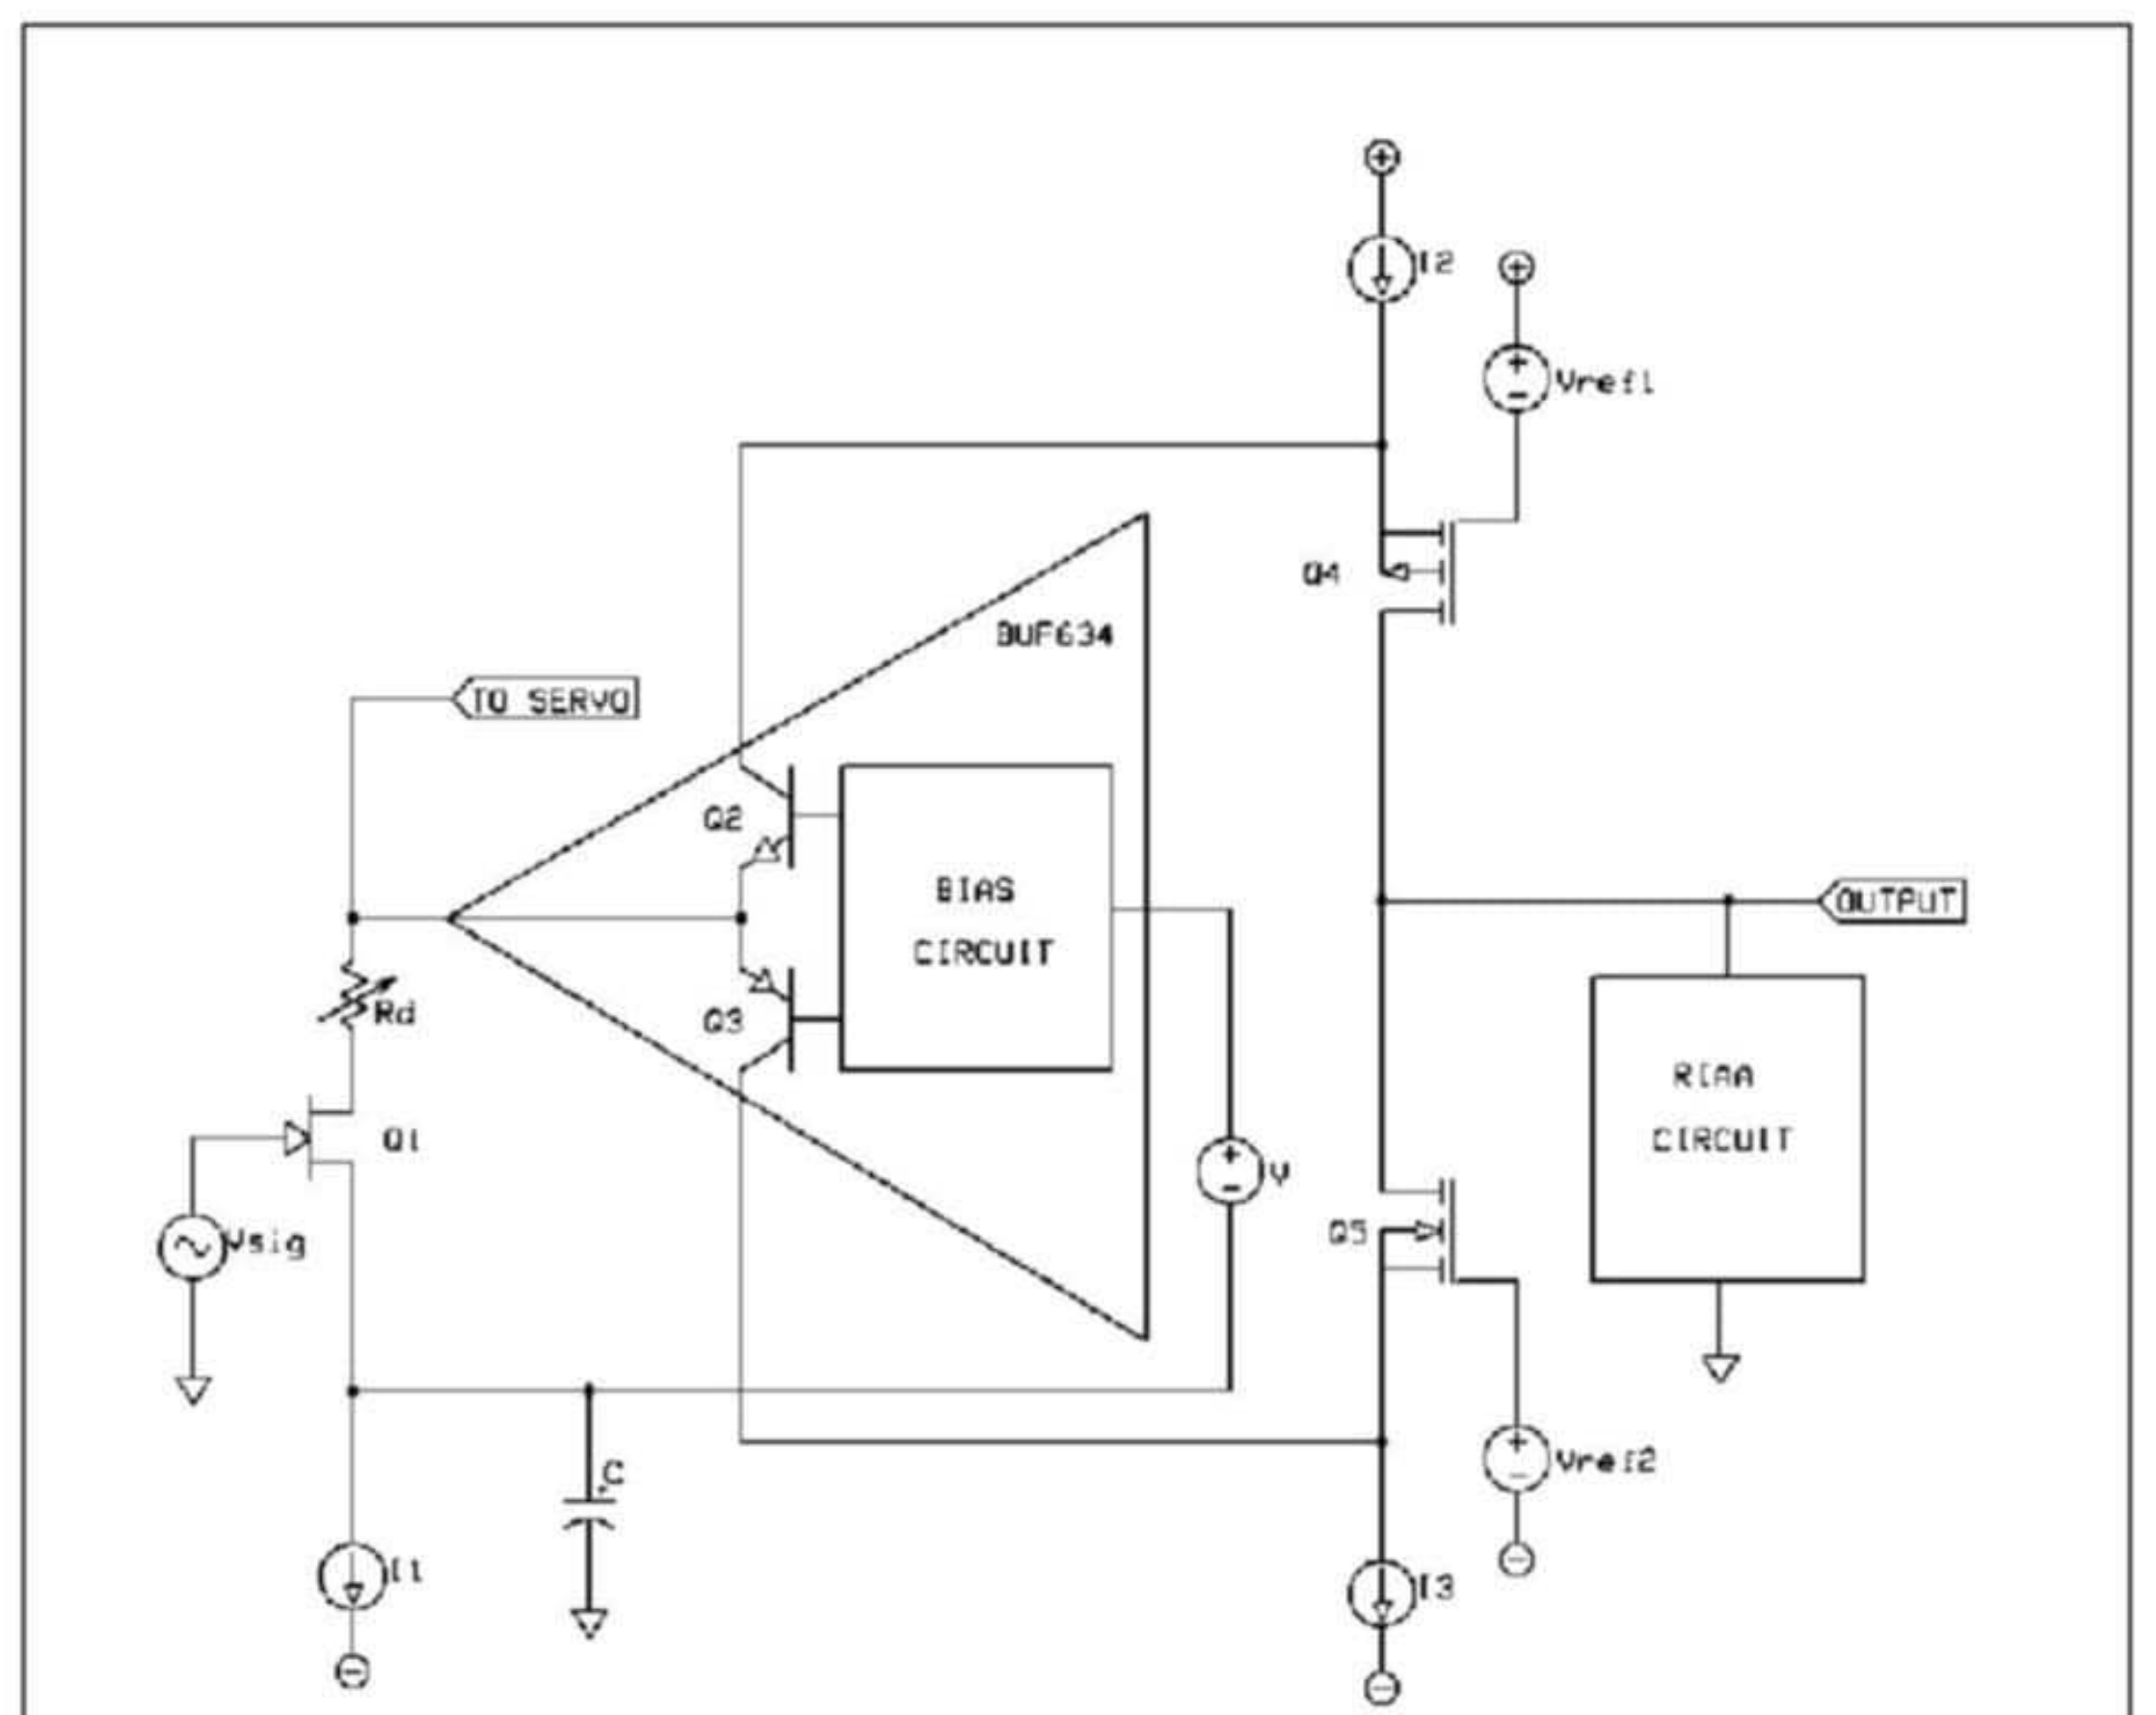 I2
Vref1
Q4
BUF634
TO SERVO
Q2
BIAS
CIRCUIT
OUTPUT
Q3
Rd
Q1
RIAA
CIRCUIT
V
Q5
Vsig
C
Vref2
I1
I3